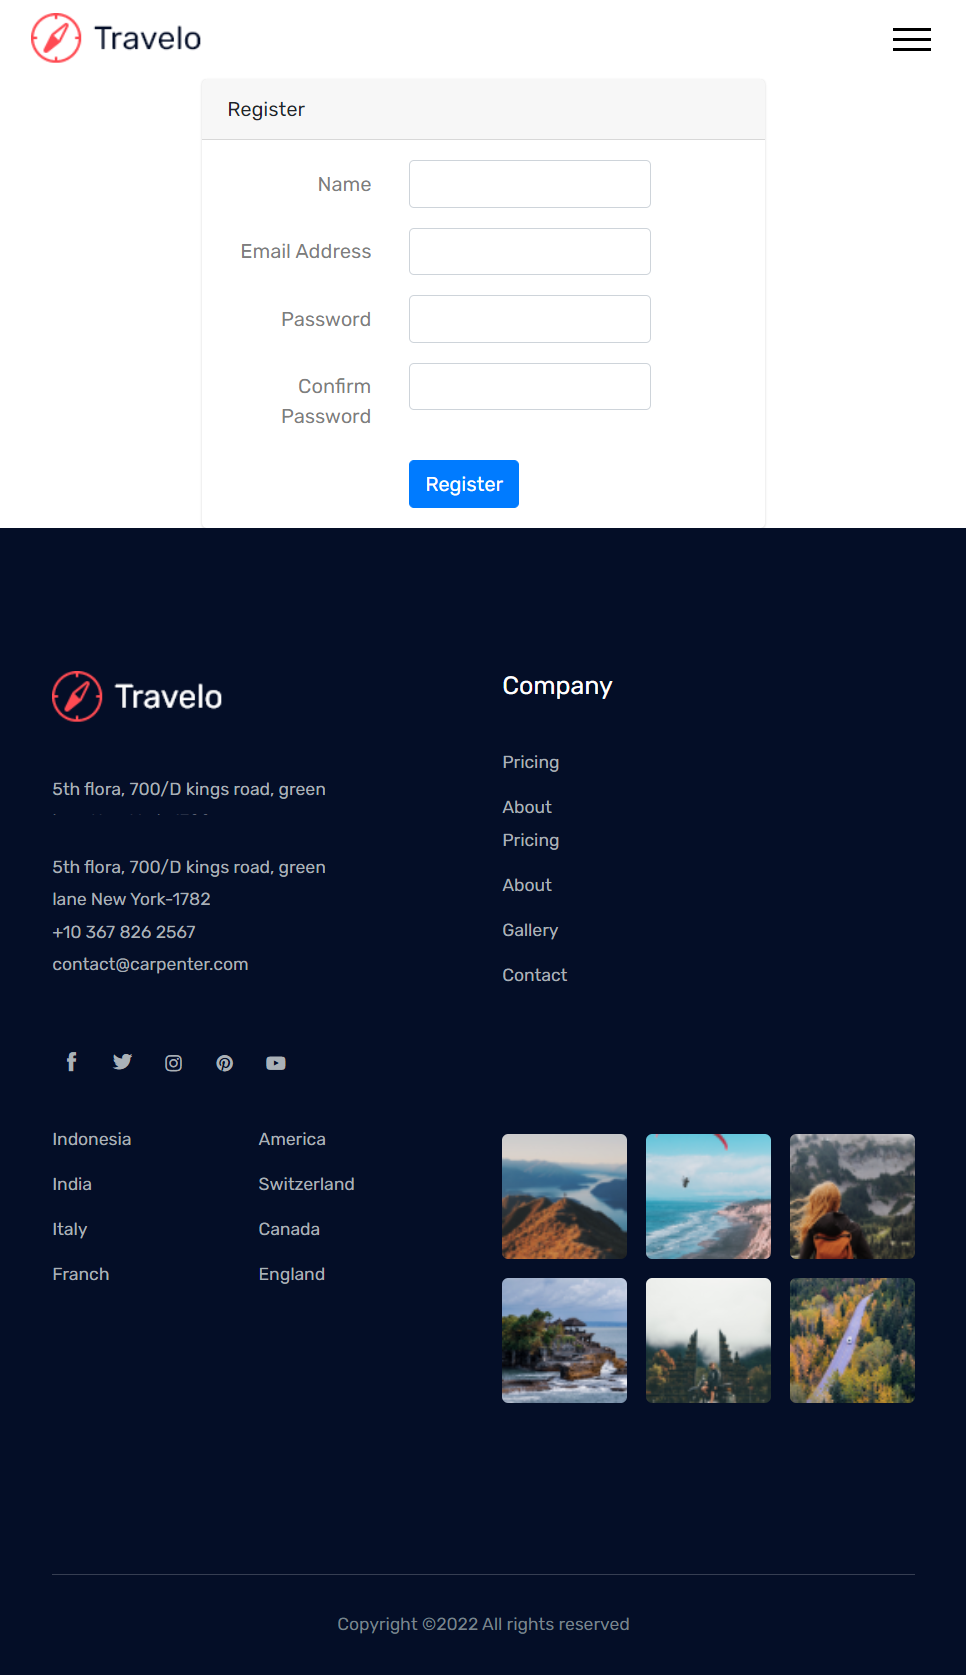 Travelo
Register
Name
Email Address
Password
Confirm
Password
Register
Travelo
5th flora, 700/D kings road, green
5th flora, 700/D kings road, green
lane New York-1782
+10 367 826 2567
contact@carpenter.com
Company
Pricing
About
Pricing
About
Gallery
Contact
Indonesia
India
Italy
Franch
America
Switzerland
Canada
England
Copyright ©2022 All rights reserved